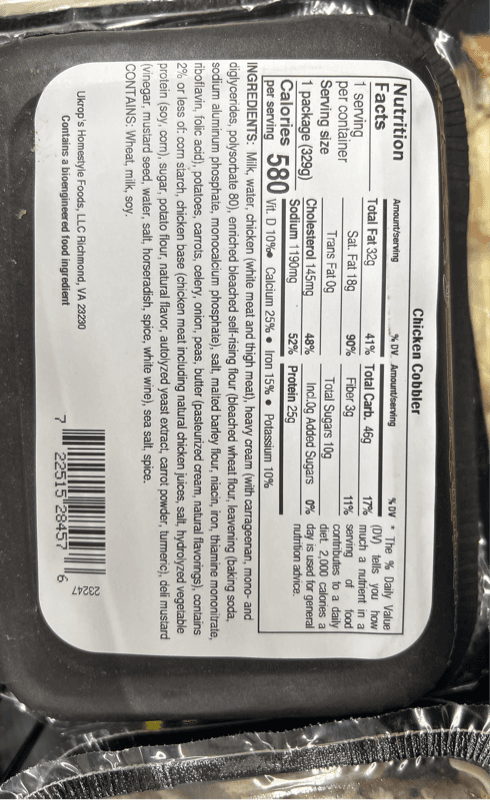 Chicken Cobbler
Nutrition
Facts
1 serving
per container
Serving size
1 package (329g)
Calories
per serving 580
Amount/serving % DV
Total Fat 32g 41%
Sat. Fat 18g 90%
Trans Fat 0g
Cholesterol 145mg 48%
Sodium 1190mg 52%
Amount/serving % DV
Total Carb. 46g 17%
Fiber 3g 11%
Total Sugars 10g
Incl.0g Added Sugars 0%
Protein 25g
Vit. D 10% • Calcium 25% • Iron 15% • Potassium 10%
* The % Daily Value
(DV) tells you how
much a nutrient in a
serving of food
contributes to a daily
diet. 2,000 calories a
day is used for general
nutrition advice.
INGREDIENTS: Milk, water, chicken (white meat and thigh meat), heavy cream (with carrageenan, mono- and
diglycerides, polysorbate 80), enriched bleached self-rising flour (bleached wheat flour, leavening (baking soda,
sodium aluminum phosphate, monocalcium phosphate), salt, malted barley flour, niacin, iron, thiamine mononitrate,
riboflavin, folic acid), potatoes, carrots, celery, onion, peas, butter (pasteurized cream, natural flavorings), contains
2% or less of: corn starch, chicken base (chicken meat including natural chicken juices, salt, hydrolyzed vegetable
protein (soy, corn), sugar, potato flour, natural flavor, autolyzed yeast extract, carrot powder, turmeric), deli mustard
(vinegar, mustard seed, water, salt, horseradish, spice, white wine), sea salt, spice.
CONTAINS: Wheat, milk, soy.
Ukrop's Homestyle Foods, LLC Richmond, VA 23230
Contains a bioengineered food ingredient
23247
7 22515 28457 6